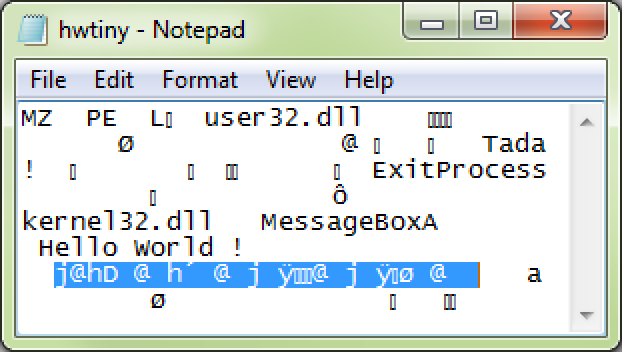 hwtiny - Notepad
File Edit Format View Help
MZ PE L▯ user32.dll ▯▯▯▯
Ø @ ▯ ▯ Tada
! ▯ ▯ ▯▯ ▯ ExitProcess
▯ ô
kernel32.dll MessageBoxA
Hello World !
j@hD @ h´ @ j ÿ▯▯@ j ÿ▯ø @ a
ø ▯ ▯▯